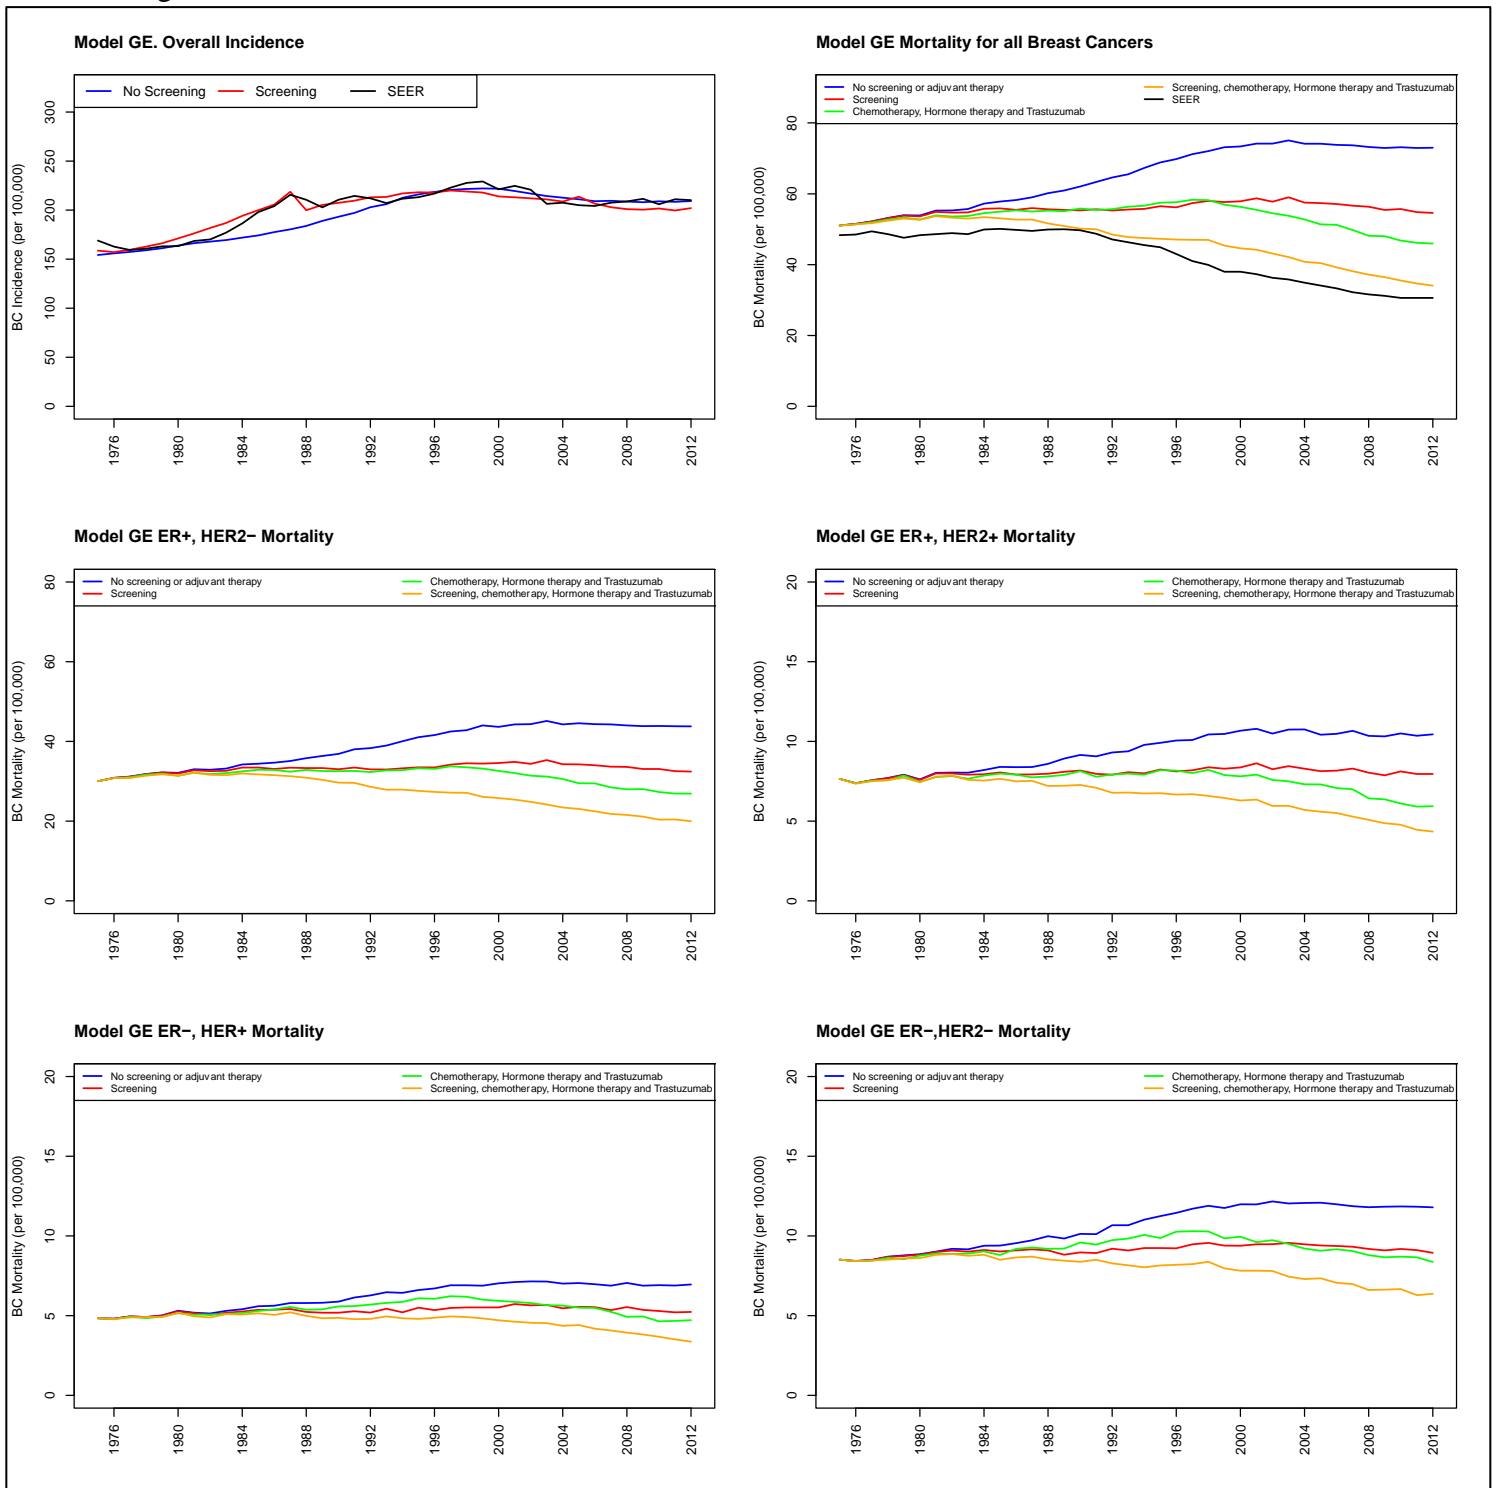 Model GE. Overall Incidence
No Screening Screening SEER
BC Incidence (per 100,000)
300
250
200
150
100
50
0
1976 1980 1984 1988 1992 1996 2000 2004 2008 2012
Model GE Mortality for all Breast Cancers
No screening or adjuvant therapy
Screening
Chemotherapy, Hormone therapy and Trastuzumab
Screening, chemotherapy, Hormone therapy and Trastuzumab
SEER
BC Mortality (per 100,000)
80
60
40
20
0
1976 1980 1984 1988 1992 1996 2000 2004 2008 2012
Model GE ER+, HER2− Mortality
No screening or adjuvant therapy
Screening
Chemotherapy, Hormone therapy and Trastuzumab
Screening, chemotherapy, Hormone therapy and Trastuzumab
BC Mortality (per 100,000)
80
60
40
20
0
1976 1980 1984 1988 1992 1996 2000 2004 2008 2012
Model GE ER+, HER2+ Mortality
No screening or adjuvant therapy
Screening
Chemotherapy, Hormone therapy and Trastuzumab
Screening, chemotherapy, Hormone therapy and Trastuzumab
BC Mortality (per 100,000)
20
15
10
5
0
1976 1980 1984 1988 1992 1996 2000 2004 2008 2012
Model GE ER−, HER+ Mortality
No screening or adjuvant therapy
Screening
Chemotherapy, Hormone therapy and Trastuzumab
Screening, chemotherapy, Hormone therapy and Trastuzumab
BC Mortality (per 100,000)
20
15
10
5
0
1976 1980 1984 1988 1992 1996 2000 2004 2008 2012
Model GE ER−,HER2− Mortality
No screening or adjuvant therapy
Screening
Chemotherapy, Hormone therapy and Trastuzumab
Screening, chemotherapy, Hormone therapy and Trastuzumab
BC Mortality (per 100,000)
20
15
10
5
0
1976 1980 1984 1988 1992 1996 2000 2004 2008 2012